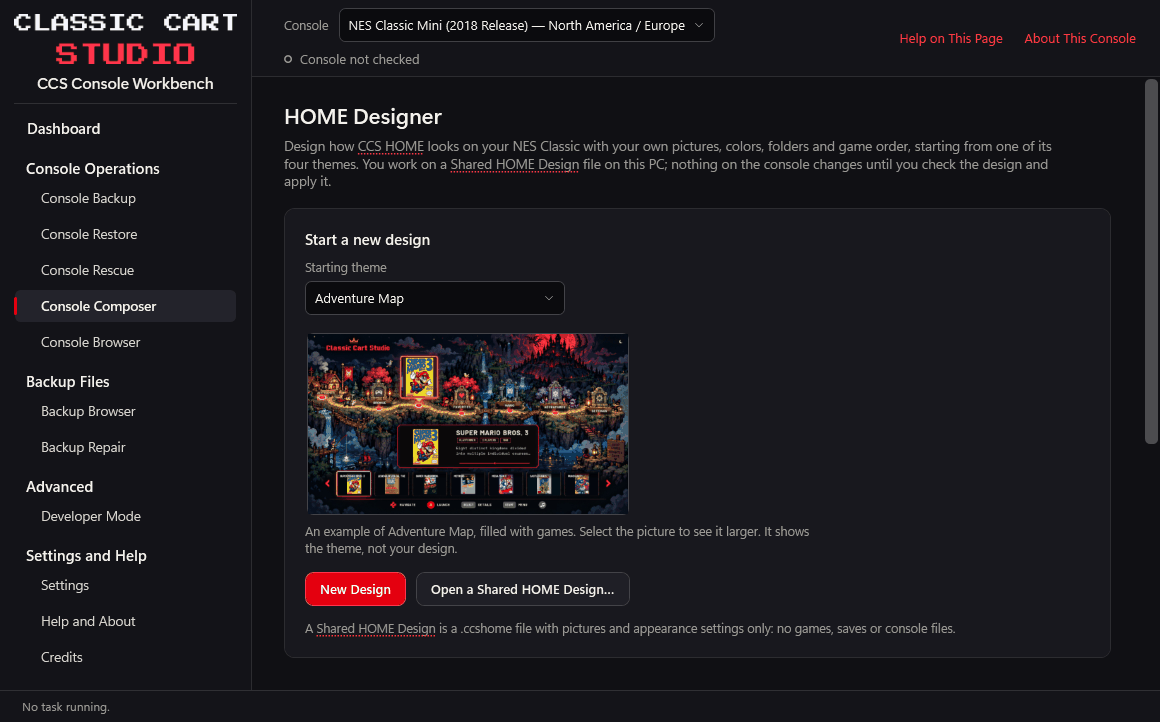 CLASSIC CART
STUDIO
CCS Console Workbench
Dashboard
Console Operations
Console Backup
Console Restore
Console Rescue
Console Composer
Console Browser
Backup Files
Backup Browser
Backup Repair
Advanced
Developer Mode
Settings and Help
Settings
Help and About
Credits
Console
NES Classic Mini (2018 Release) — North America / Europe
Console not checked
Help on This Page
About This Console
HOME Designer
Design how CCS HOME looks on your NES Classic with your own pictures, colors, folders and game order, starting from one of its
four themes. You work on a Shared HOME Design file on this PC; nothing on the console changes until you check the design and
apply it.
Start a new design
Starting theme
Adventure Map
Classic Cart Studio
SUPER MARIO BROS. 3
Eight distinct kingdoms divided
into multiple individual courses…
An example of Adventure Map, filled with games. Select the picture to see it larger. It shows
the theme, not your design.
New Design
Open a Shared HOME Design...
A Shared HOME Design is a .ccshome file with pictures and appearance settings only: no games, saves or console files.
No task running.